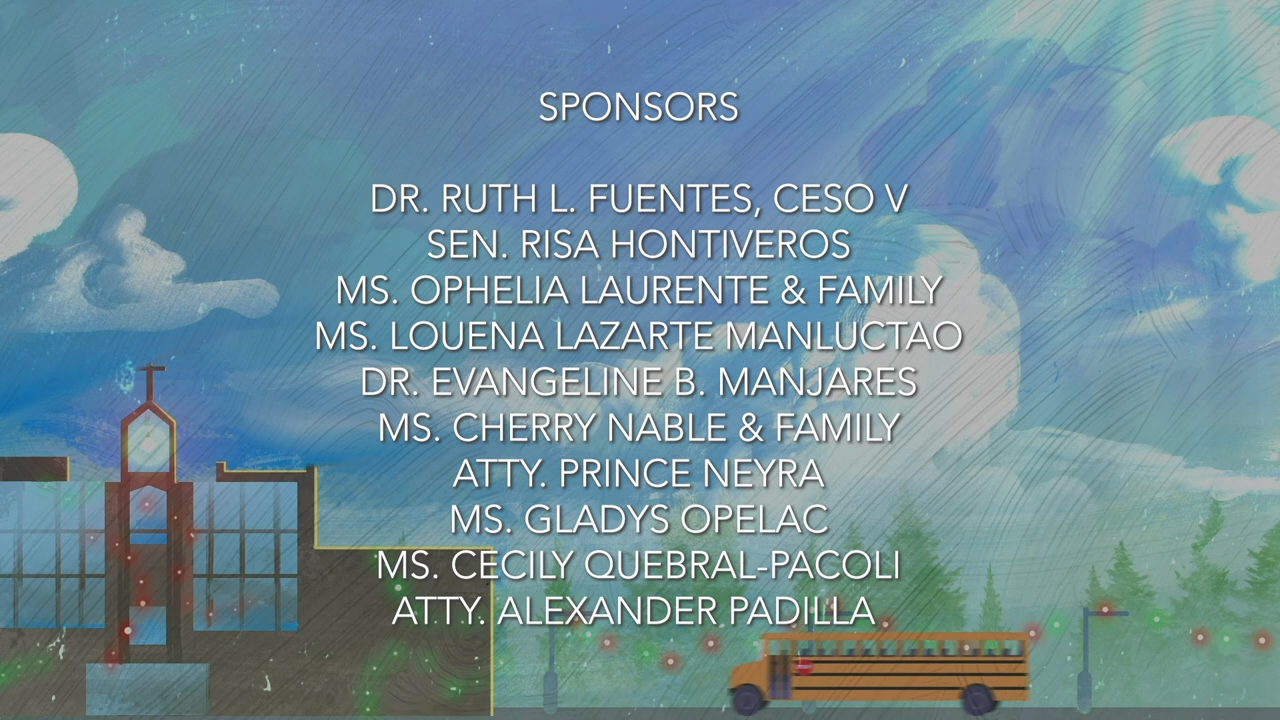 SPONSORS
DR. RUTH L. FUENTES, CESO V
SEN. RISA HONTIVEROS
MS. OPHELIA LAURENTE & FAMILY
MS. LOUENA LAZARTE MANLUCTAO
DR. EVANGELINE B. MANJARES
MS. CHERRY NABLE & FAMILY
ATTY. PRINCE NEYRA
MS. GLADYS OPELAC
MS. CECILY QUEBRAL-PACOLI
ATTY. ALEXANDER PADILLA